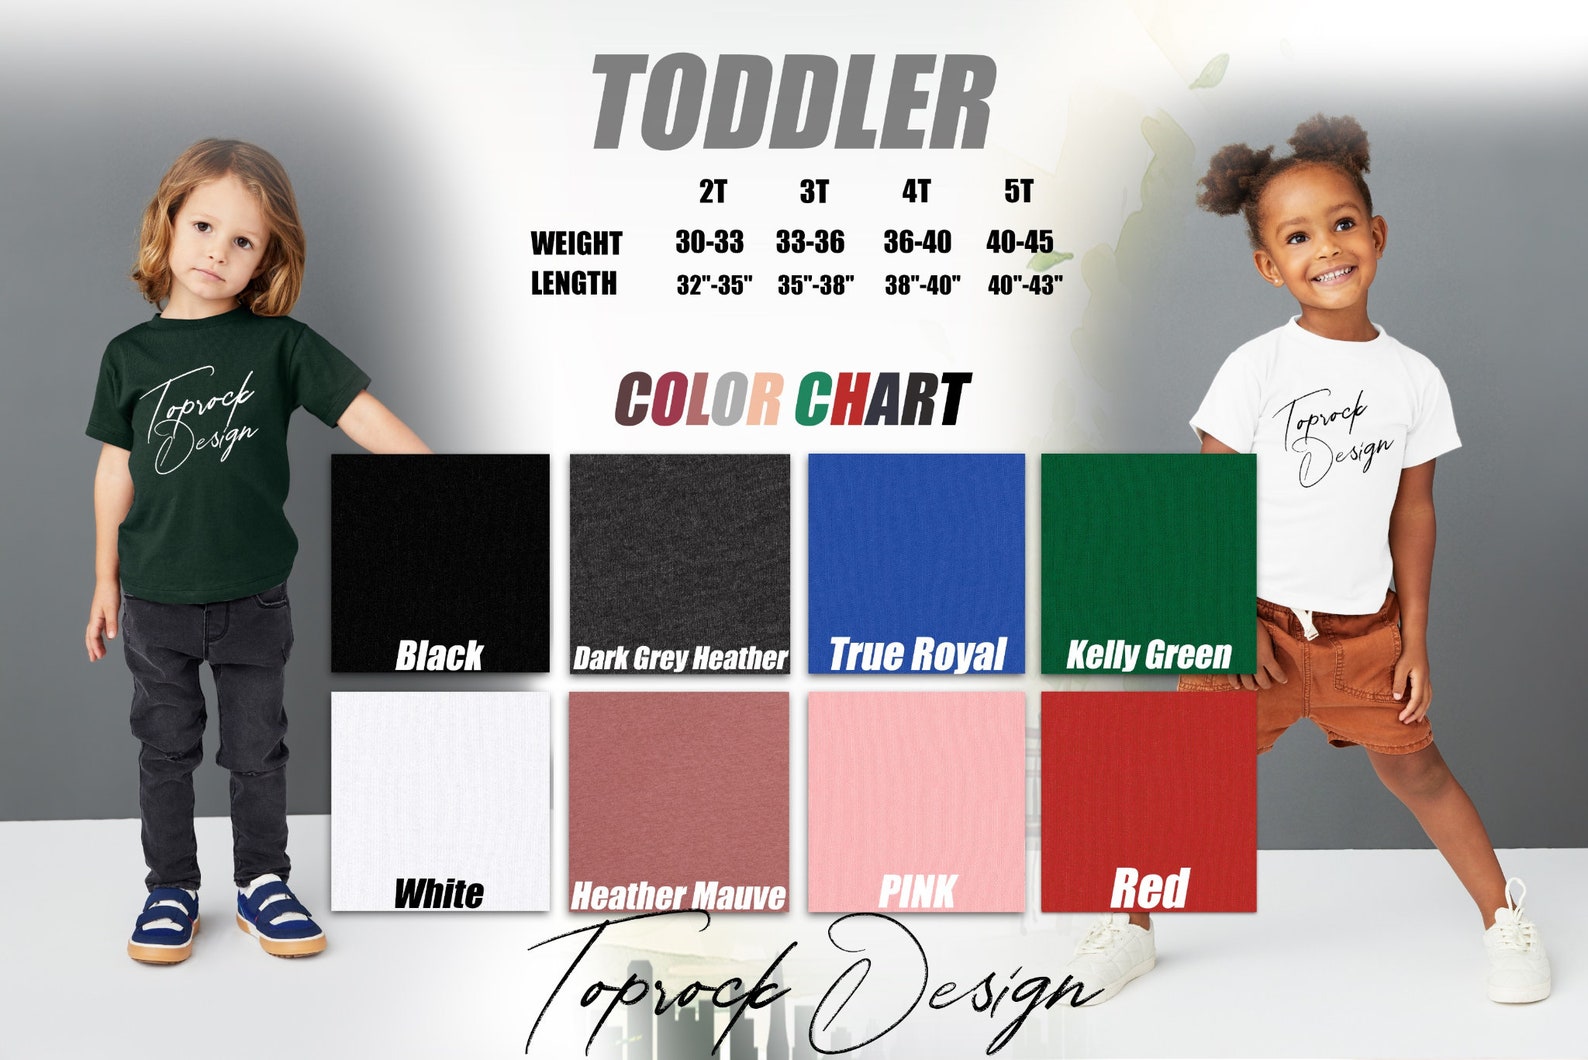 TODDLER
2T 3T 4T 5T
WEIGHT 30-33 33-36 36-40 40-45
LENGTH 32"-35" 35"-38" 38"-40" 40"-43"
COLOR CHART
Toprock
Design
Toprock
Design
Black Dark Grey Heather True Royal Kelly Green
White Heather Mauve PINK Red
Toprock Design